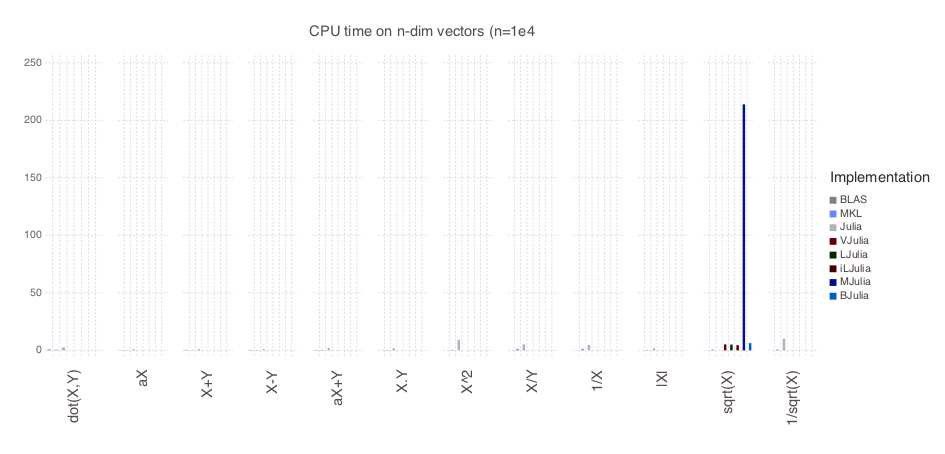 CPU time on n-dim vectors (n=1e4
250
200
150
100
50
0
dot(X,Y)
aX
X+Y
X-Y
aX+Y
X.Y
X^2
X/Y
1/X
|X|
sqrt(X)
1/sqrt(X)
Implementation
BLAS
MKL
Julia
VJulia
LJulia
iLJulia
MJulia
BJulia